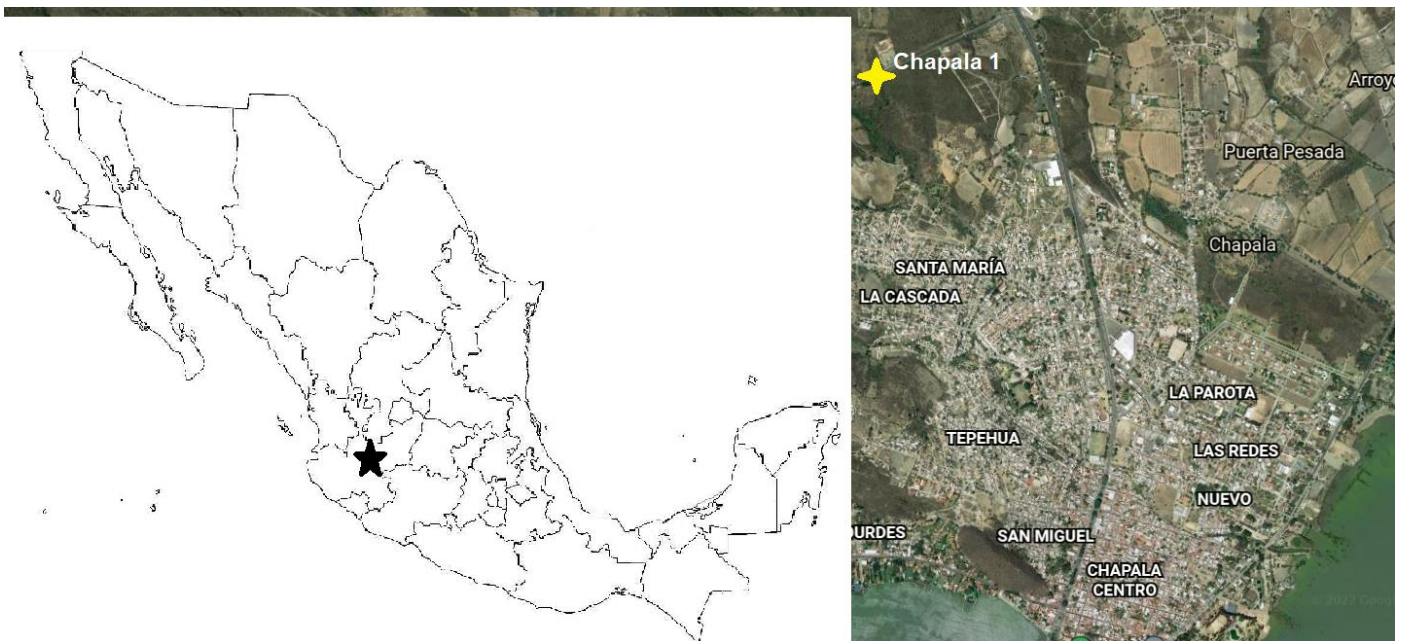 Chapala 1
Arroyo
Puerta Pesada
Chapala
SANTA MARÍA
LA CASCADA
LA PAROTA
TEPEHUA
LAS REDES
NUEVO
OURDES
SAN MIGUEL
CHAPALA
CENTRO